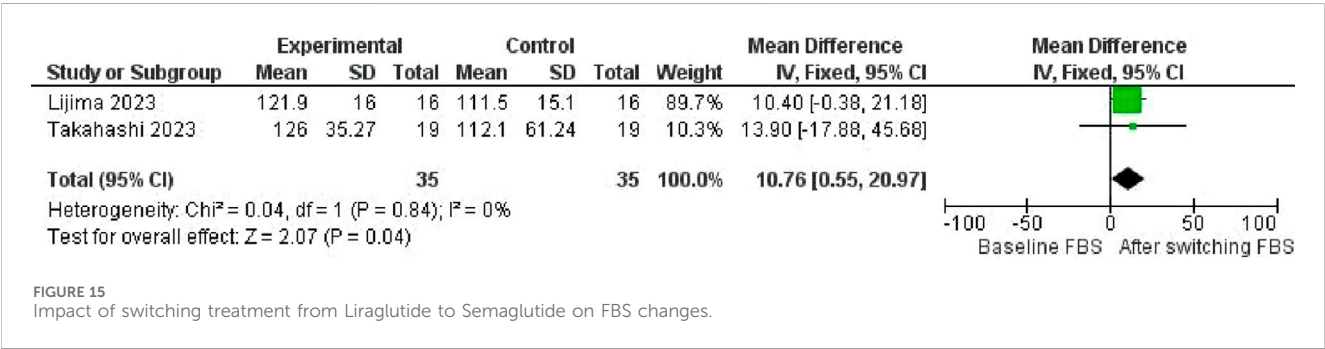 Experimental Control Mean Difference Mean Difference
Study or Subgroup Mean SD Total Mean SD Total Weight IV, Fixed, 95% CI IV, Fixed, 95% CI
Lijima 2023 121.9 16 16 111.5 15.1 16 89.7% 10.40 [-0.38, 21.18]
Takahashi 2023 126 35.27 19 112.1 61.24 19 10.3% 13.90 [-17.88, 45.68]
Total (95% CI) 35 35 100.0% 10.76 [0.55, 20.97]
Heterogeneity: Chi² = 0.04, df = 1 (P = 0.84); I² = 0%
Test for overall effect: Z = 2.07 (P = 0.04)
-100 -50 0 50 100
Baseline FBS After switching FBS
FIGURE 15
Impact of switching treatment from Liraglutide to Semaglutide on FBS changes.